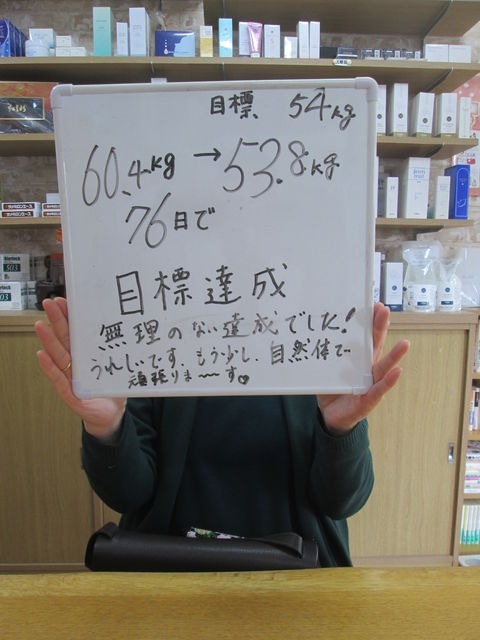 目標 54kg
60.4kg → 53.8kg
76日で
目標達成
無理のない達成でした!
うれしいです、もう少し、自然体で
頑張りま〜〜す♡